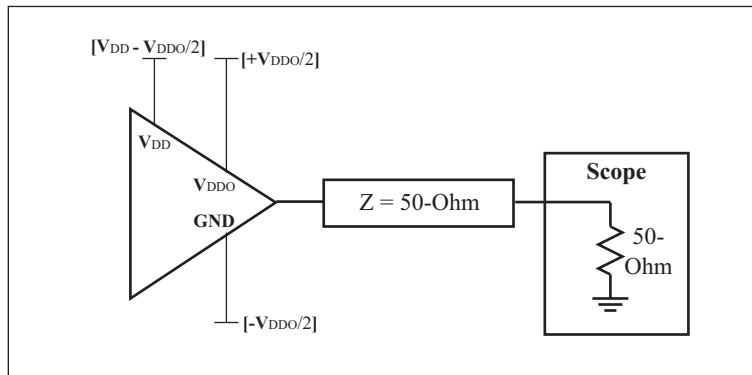 [VDD - VDDO/2]
[+VDDO/2]
VDD
VDDO
GND
[-VDDO/2]
Z = 50-Ohm
Scope
50-
Ohm